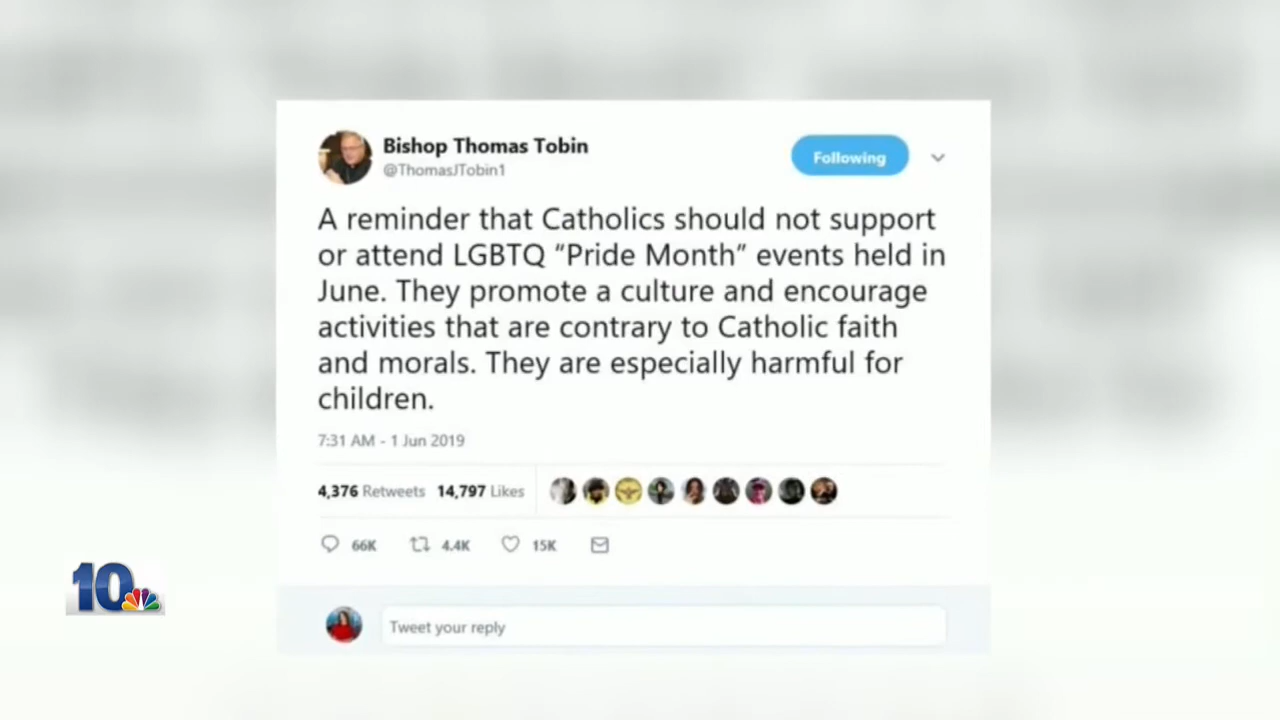 Bishop Thomas Tobin
@ThomasJTobin1
Following
A reminder that Catholics should not support
or attend LGBTQ “Pride Month” events held in
June. They promote a culture and encourage
activities that are contrary to Catholic faith
and morals. They are especially harmful for
children.
7:31 AM - 1 Jun 2019
4,376 Retweets 14,797 Likes
66K 4.4K 15K
10
Tweet your reply